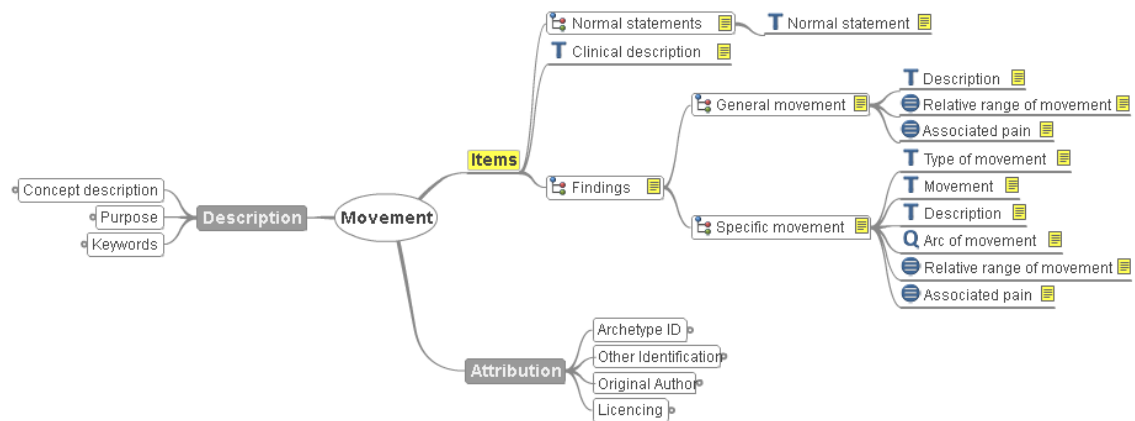 Normal statements
T Normal statement
T Clinical description
T Description
General movement
Relative range of movement
Associated pain
Items
T Type of movement
Findings
T Movement
Concept description
Purpose
Description
Movement
T Description
Specific movement
Q Arc of movement
Keywords
Relative range of movement
Associated pain
Archetype ID
Other Identification
Attribution
Original Author
Licencing